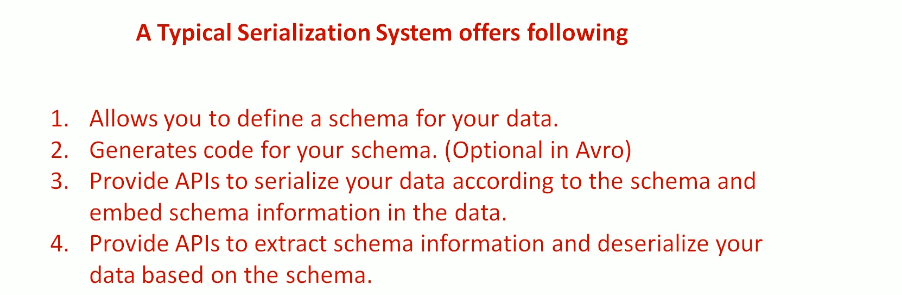 A Typical Serialization System offers following
1. Allows you to define a schema for your data.
2. Generates code for your schema. (Optional in Avro)
3. Provide APIs to serialize your data according to the schema and
embed schema information in the data.
4. Provide APIs to extract schema information and deserialize your
data based on the schema.